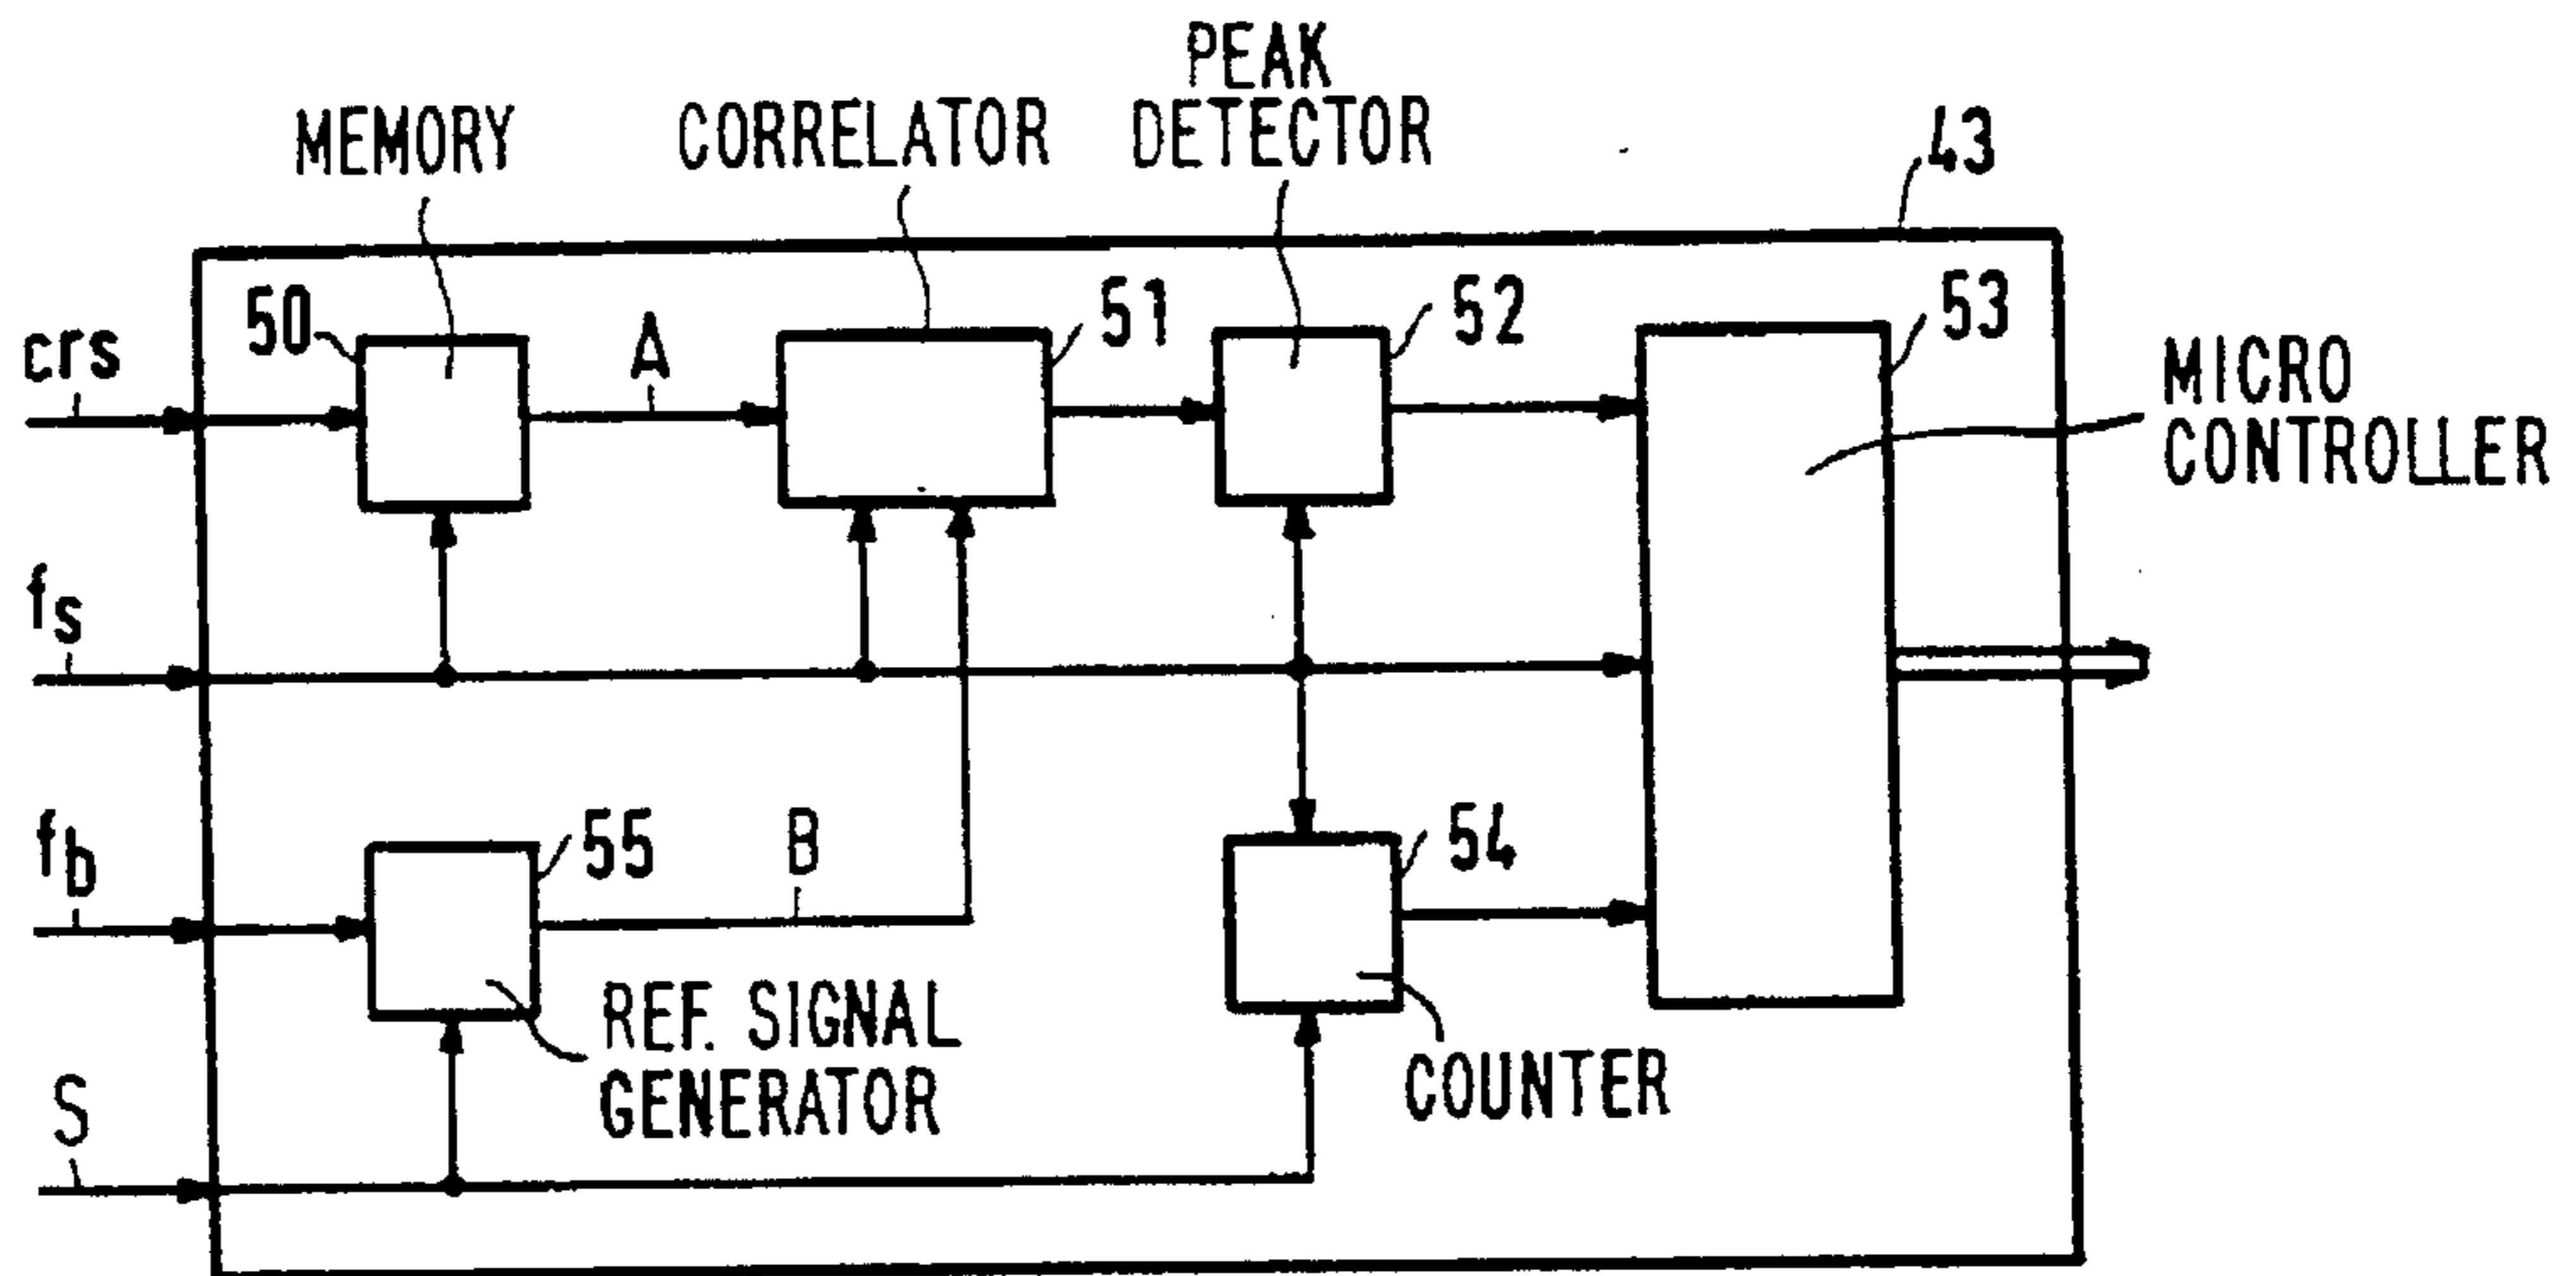 PEAK
DETECTOR
MEMORY
CORRELATOR
43
50
A
51
52
53
crs
MICRO
CONTROLLER
fs
fb
55
B
54
REF. SIGNAL
GENERATOR
COUNTER
S